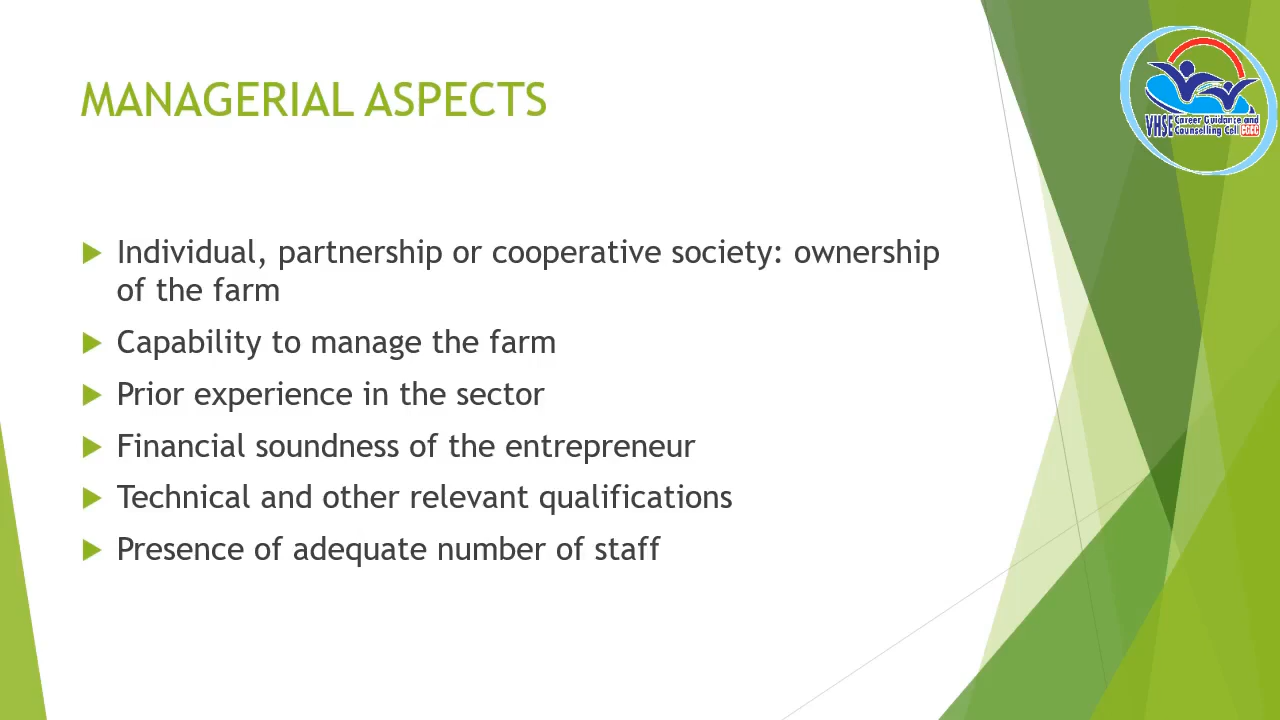 MANAGERIAL ASPECTS
VHSE Career Guidance and
Counselling Cell CGCC
Individual, partnership or cooperative society: ownership
of the farm
Capability to manage the farm
Prior experience in the sector
Financial soundness of the entrepreneur
Technical and other relevant qualifications
Presence of adequate number of staff